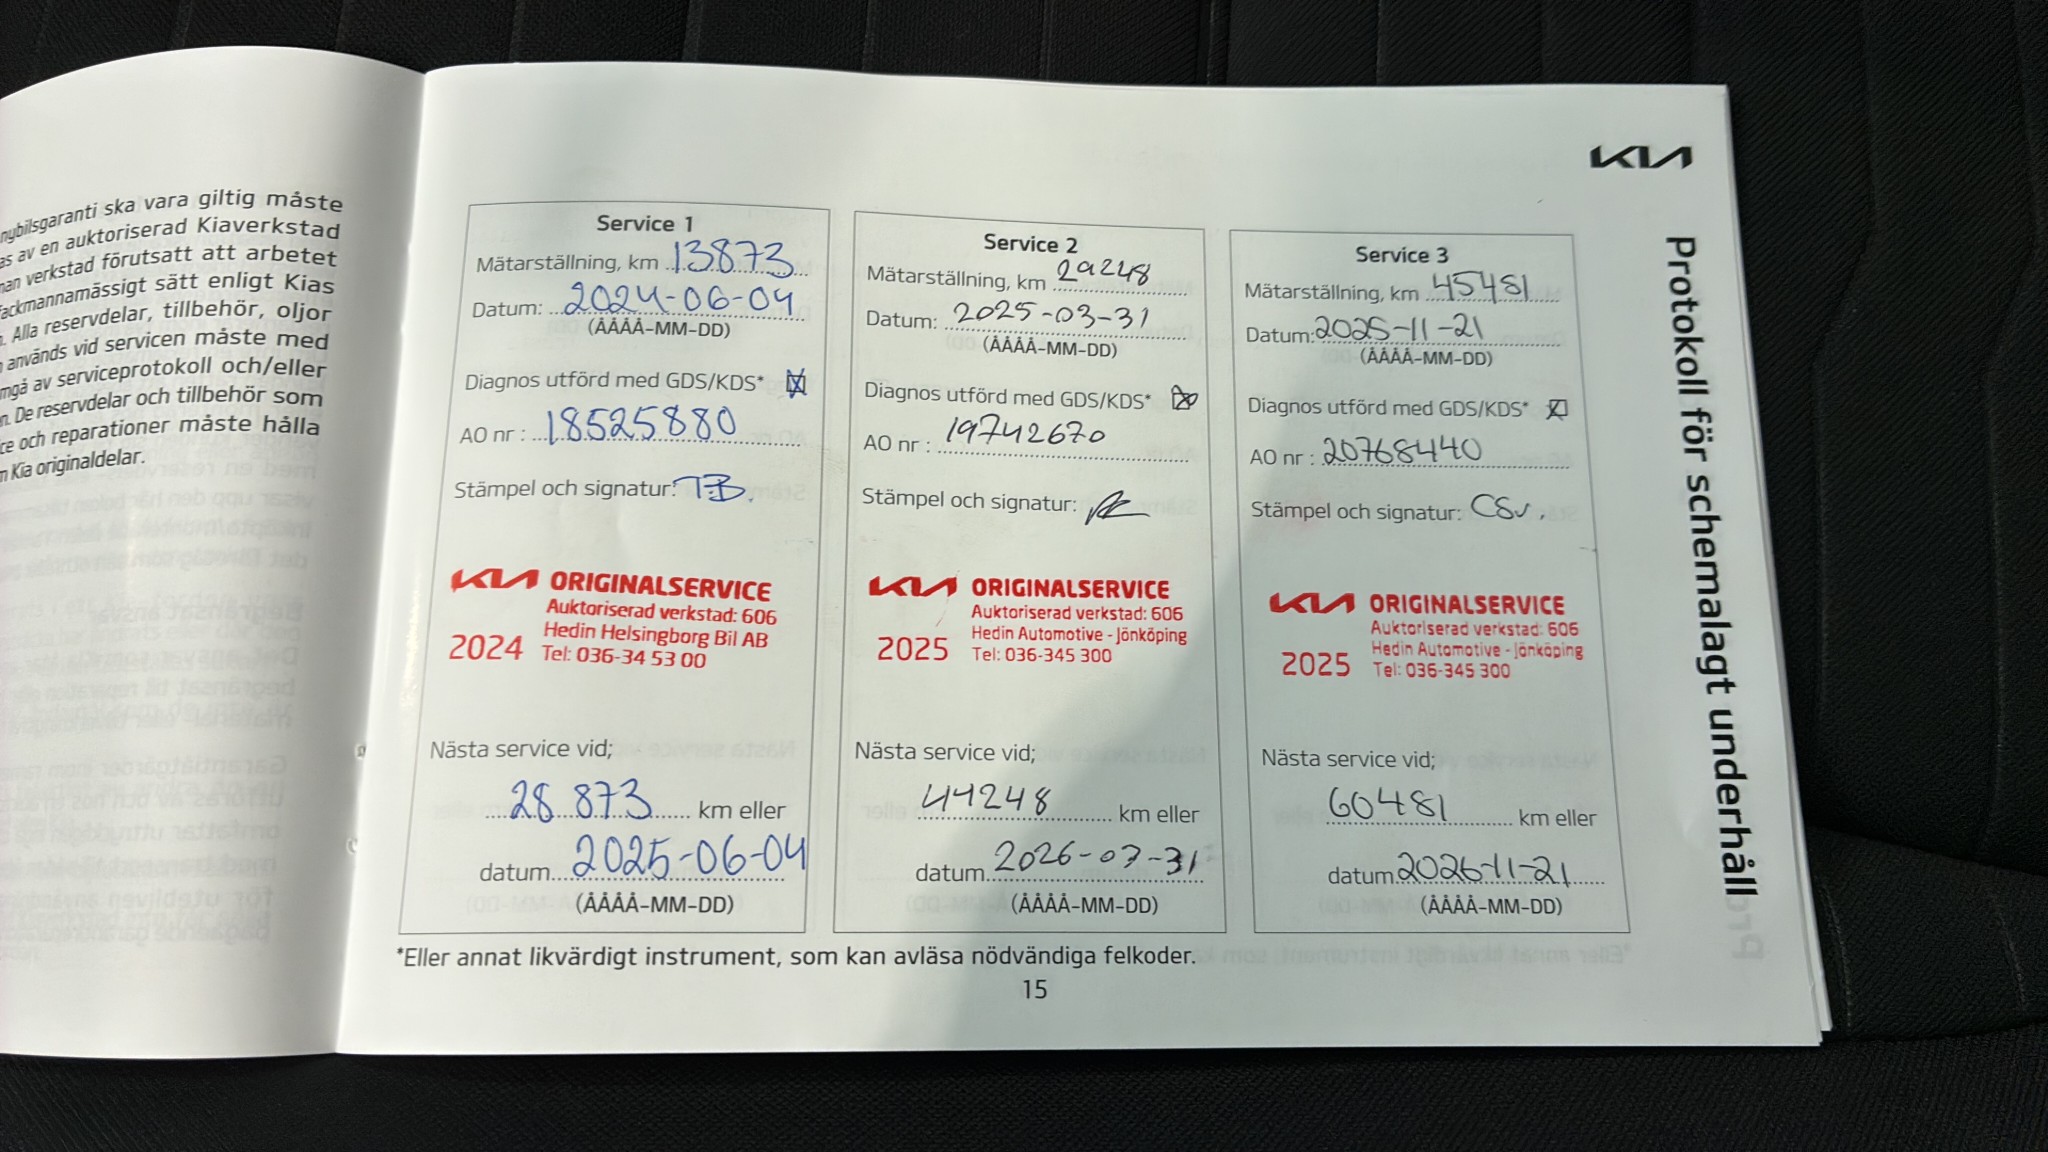 nybilsgaranti ska vara giltig måste
as av en auktoriserad Kiaverkstad
nan verkstad förutsatt att arbetet
fackmannamässigt sätt enligt Kias
n. Alla reservdelar, tillbehör, oljor
n används vid servicen måste med
mgå av serviceprotokoll och/eller
n. De reservdelar och tillbehör som
ce och reparationer måste hålla
n Kia originaldelar.
KIA
Protokoll för schemalagt underhåll
Service 1
Mätarställning, km 13873
Datum: 2024-06-04
(ÅÅÅÅ-MM-DD)
Diagnos utförd med GDS/KDS*
AO nr : 18525880
Stämpel och signatur: TB.
KIA ORIGINALSERVICE
Auktoriserad verkstad: 606
Hedin Helsingborg Bil AB
2024 Tel: 036-34 53 00
Nästa service vid;
28 873 km eller
datum 2025-06-04
(ÅÅÅÅ-MM-DD)
Service 2
Mätarställning, km 29248
Datum: 2025-03-31
(ÅÅÅÅ-MM-DD)
Diagnos utförd med GDS/KDS*
AO nr : 19742670
Stämpel och signatur:
KIA ORIGINALSERVICE
Auktoriserad verkstad: 606
Hedin Automotive - Jönköping
2025 Tel: 036-345 300
Nästa service vid;
44248 km eller
datum 2026-03-31
(ÅÅÅÅ-MM-DD)
Service 3
Mätarställning, km 45481
Datum: 2025-11-21
(ÅÅÅÅ-MM-DD)
Diagnos utförd med GDS/KDS*
AO nr : 20768440
Stämpel och signatur: CSv.
KIA ORIGINALSERVICE
Auktoriserad verkstad: 606
Hedin Automotive - Jönköping
2025 Tel: 036-345 300
Nästa service vid;
60481 km eller
datum 2026-11-21
(ÅÅÅÅ-MM-DD)
*Eller annat likvärdigt instrument, som kan avläsa nödvändiga felkoder.
15